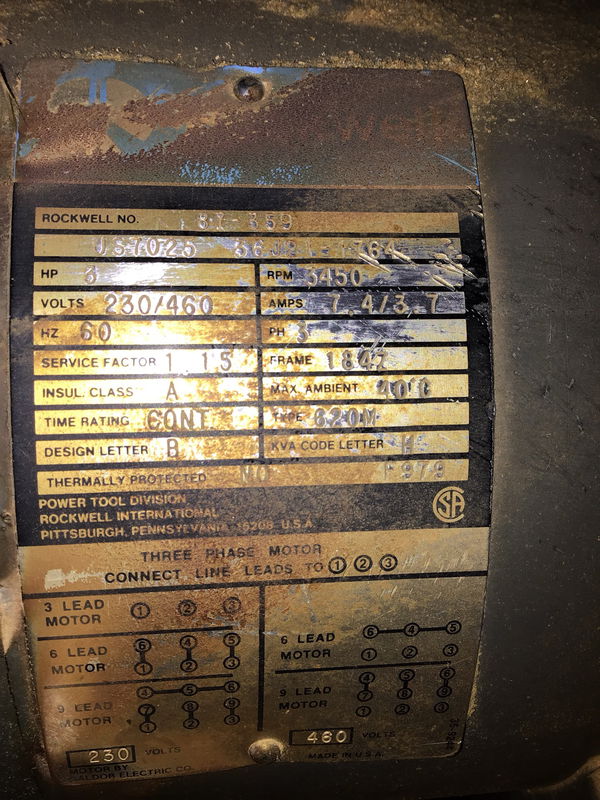 ROCKWELL NO.
HP 3 RPM 3450
VOLTS 230/460 AMPS 7.4/3.7
HZ 60 PH 3
SERVICE FACTOR 1.15 FRAME
INSUL. CLASS A MAX. AMBIENT 40°C
TIME RATING CONT. TYPE 620M
DESIGN LETTER B KVA CODE LETTER
THERMALLY PROTECTED NO F979
POWER TOOL DIVISION
ROCKWELL INTERNATIONAL
PITTSBURGH, PENNSYLVANIA 15208 U.S.A.
THREE PHASE MOTOR
CONNECT LINE LEADS TO 1 2 3
3 LEAD MOTOR 1 2 3
6 LEAD MOTOR 6 4 5 1 2 3
9 LEAD MOTOR 4 5 6 7 8 9 1 2 3
230 VOLTS
MOTOR BY
BALDOR ELECTRIC CO.
6 LEAD MOTOR 6 4 5 1 2 3
9 LEAD MOTOR 4 5 6 7 8 9 1 2 3
460 VOLTS
MADE IN U.S.A.